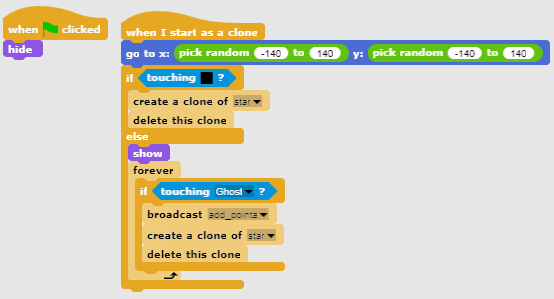 when clicked
hide
when I start as a clone
go to x: pick random -140 to 140 y: pick random -140 to 140
if touching ?
create a clone of star
delete this clone
else
show
forever
if touching Ghost ?
broadcast add_points
create a clone of star
delete this clone